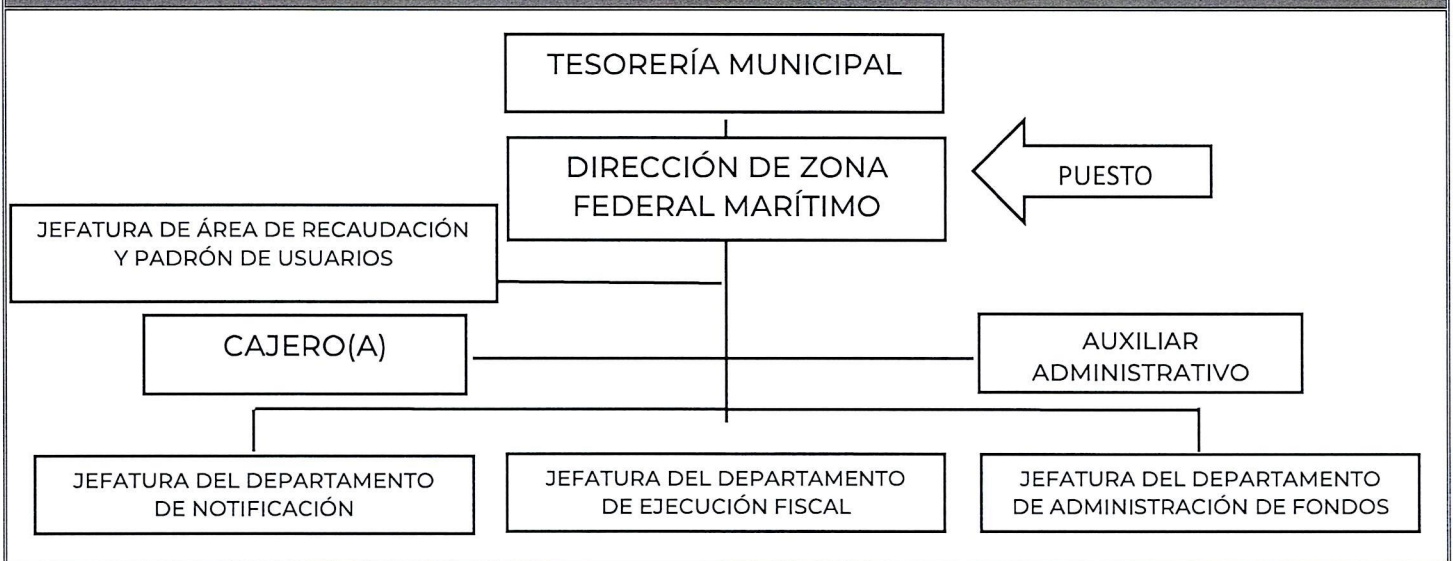 TESORERÍA MUNICIPAL
DIRECCIÓN DE ZONA
FEDERAL MARÍTIMO
PUESTO
JEFATURA DE ÁREA DE RECAUDACIÓN
Y PADRÓN DE USUARIOS
CAJERO(A)
AUXILIAR
ADMINISTRATIVO
JEFATURA DEL DEPARTAMENTO
DE NOTIFICACIÓN
JEFATURA DEL DEPARTAMENTO
DE EJECUCIÓN FISCAL
JEFATURA DEL DEPARTAMENTO
DE ADMINISTRACIÓN DE FONDOS